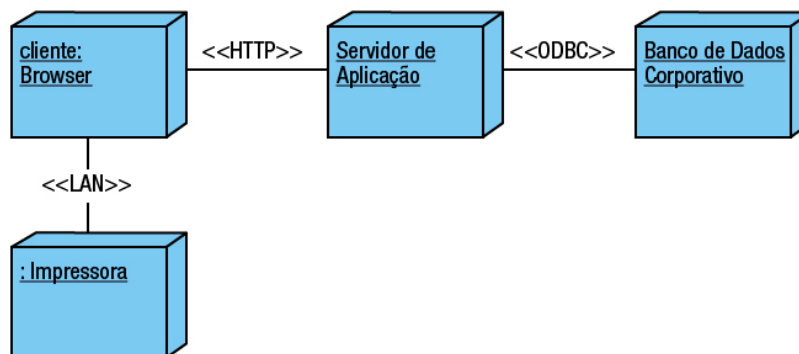 cliente:
Browser
<<HTTP>>
Servidor de
Aplicação
<<ODBC>>
Banco de Dados
Corporativo
<<LAN>>
: Impressora